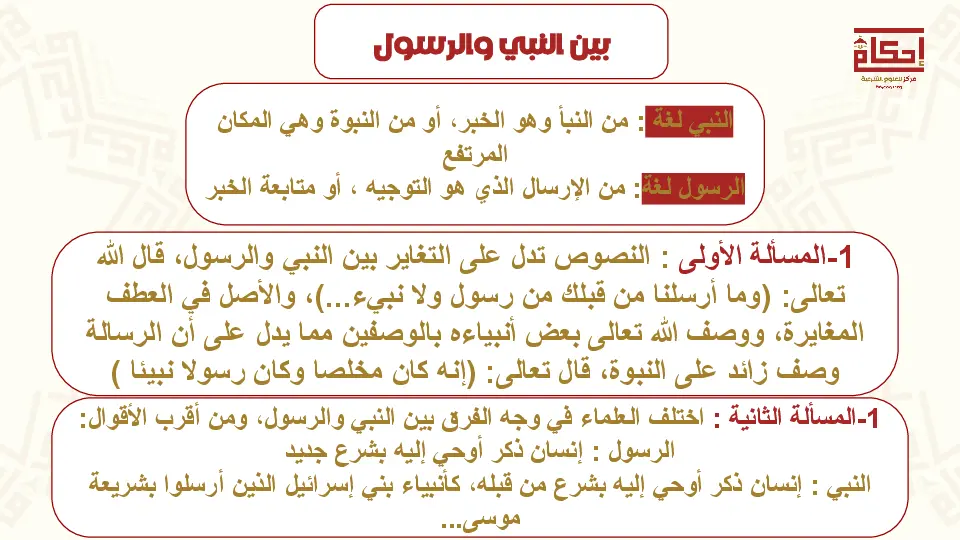 بين النبي والرسول
إحكام
مركز للعلوم الشرعية
النبي لغة : من النبأ وهو الخبر، أو من النبوة وهي المكان
المرتفع
الرسول لغة: من الإرسال الذي هو التوجيه ، أو متابعة الخبر
1-المسألة الأولى : النصوص تدل على التغاير بين النبي والرسول، قال الله
تعالى: (وما أرسلنا من قبلك من رسول ولا نبيء...)، والأصل في العطف
المغايرة، ووصف الله تعالى بعض أنبياءه بالوصفين مما يدل على أن الرسالة
وصف زائد على النبوة، قال تعالى: (إنه كان مخلصا وكان رسولا نبيئا )
1-المسألة الثانية : اختلف العلماء في وجه الفرق بين النبي والرسول، ومن أقرب الأقوال:
الرسول : إنسان ذكر أوحي إليه بشرع جديد
النبي : إنسان ذكر أوحي إليه بشرع من قبله، كأنبياء بني إسرائيل الذين أرسلوا بشريعة
موسى...